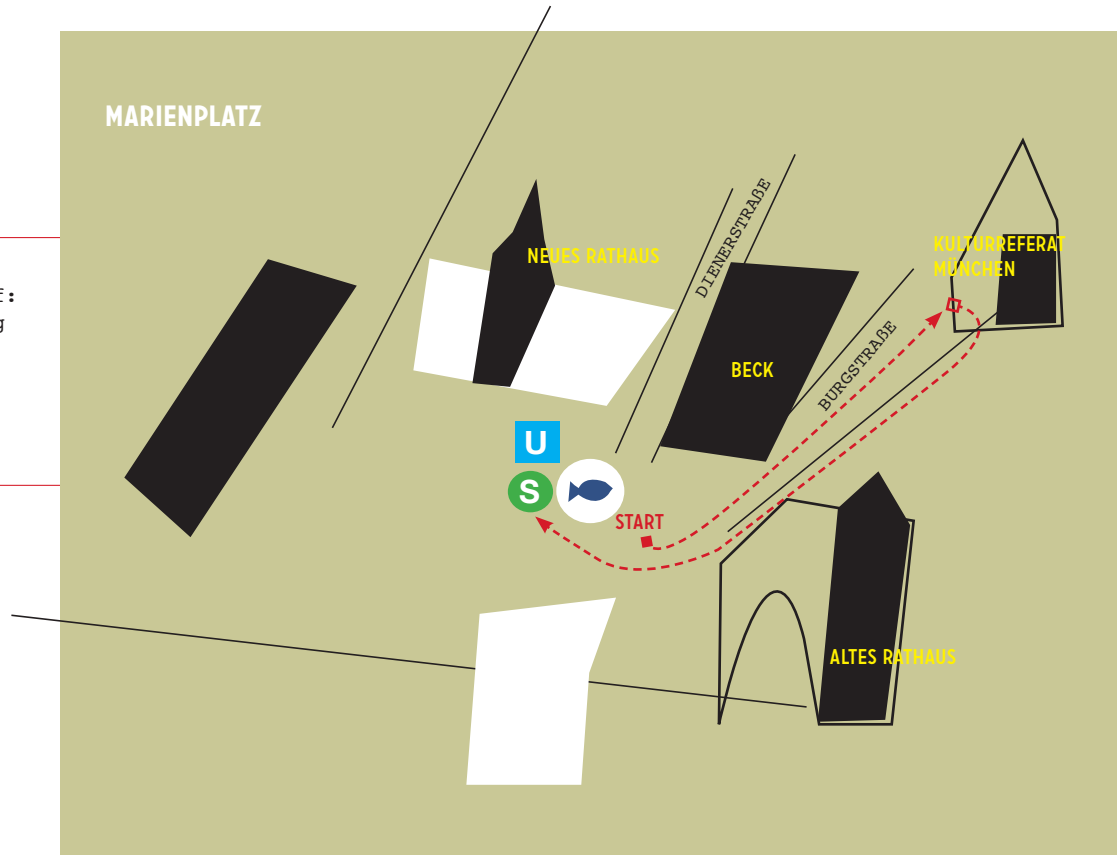 MARIENPLATZ
DIENERSTRAßE
NEUES RATHAUS
KULTURREFERAT
MÜNCHEN
:
g
BURGSTRAßE
BECK
U
S
START
ALTES RATHAUS